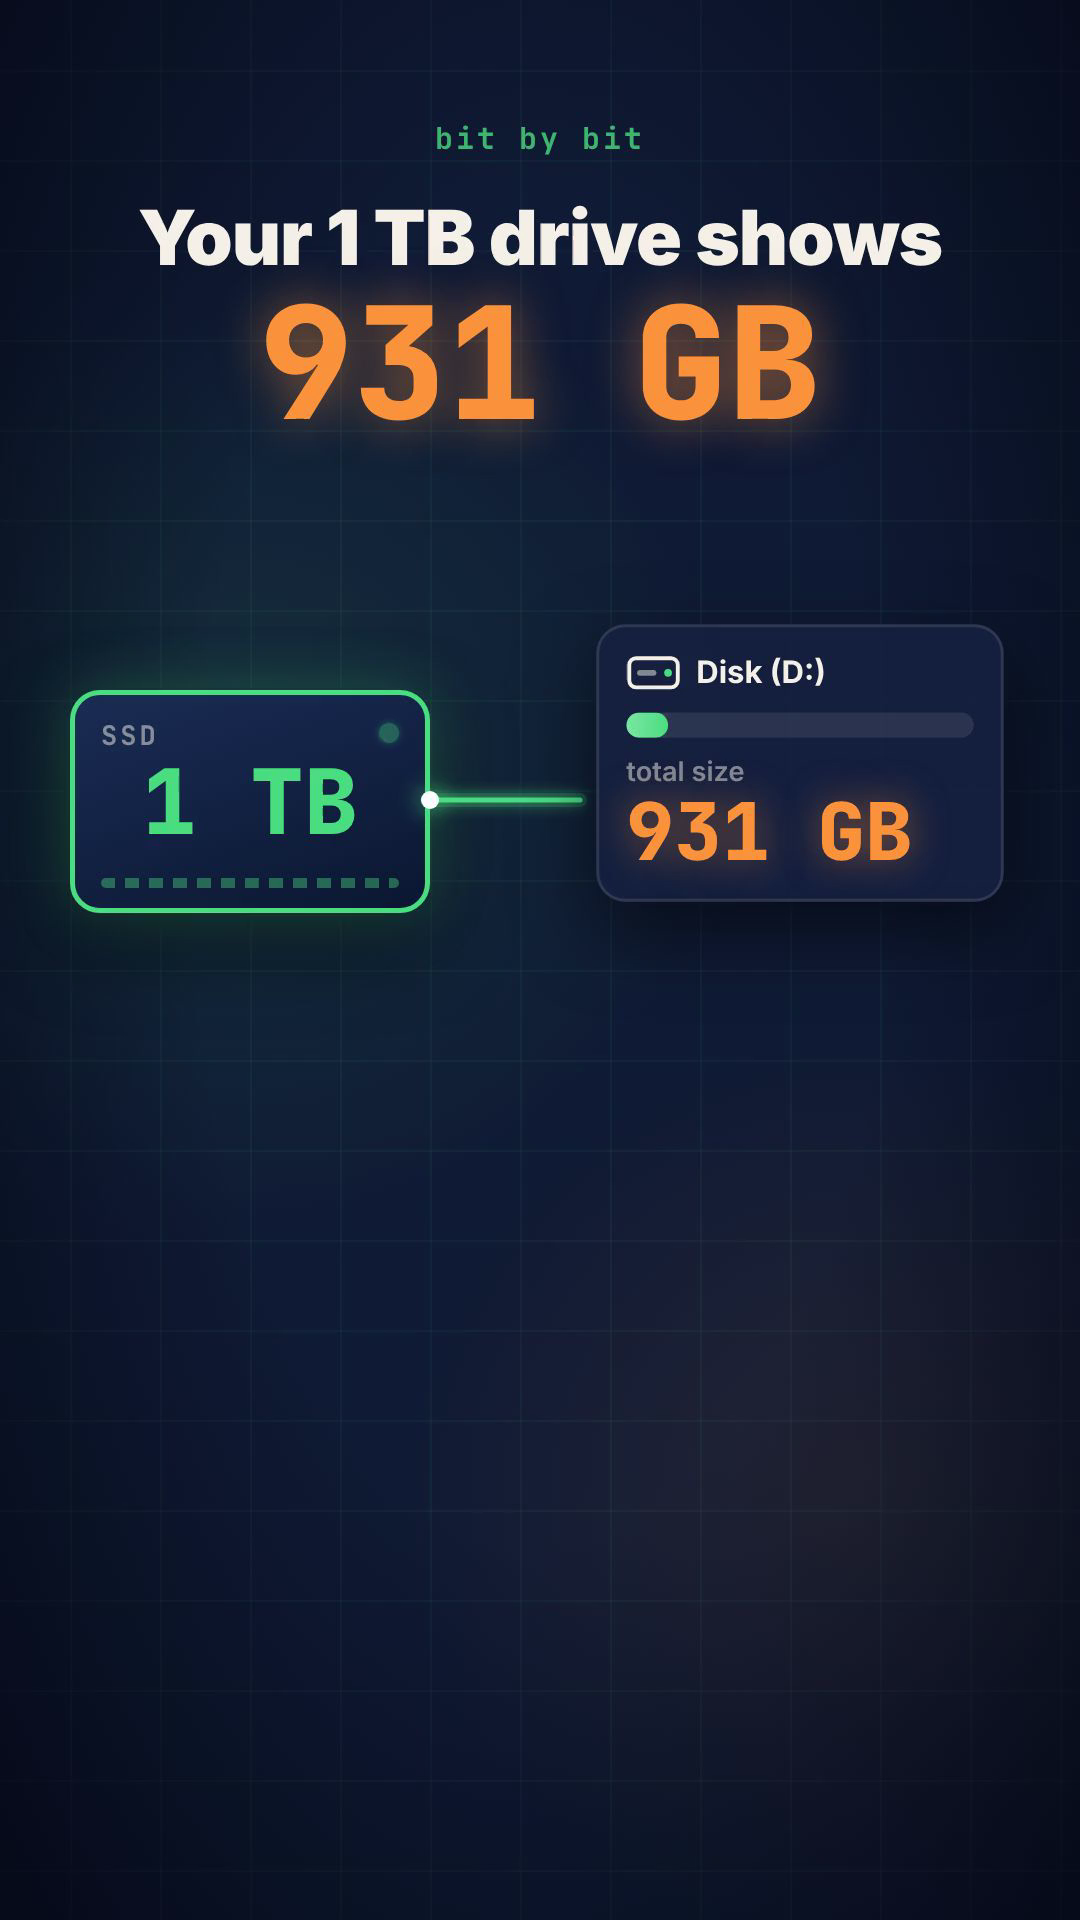 bit by bit
Your 1 TB drive shows
931 GB
SSD
1 TB
Disk (D:)
total size
931 GB